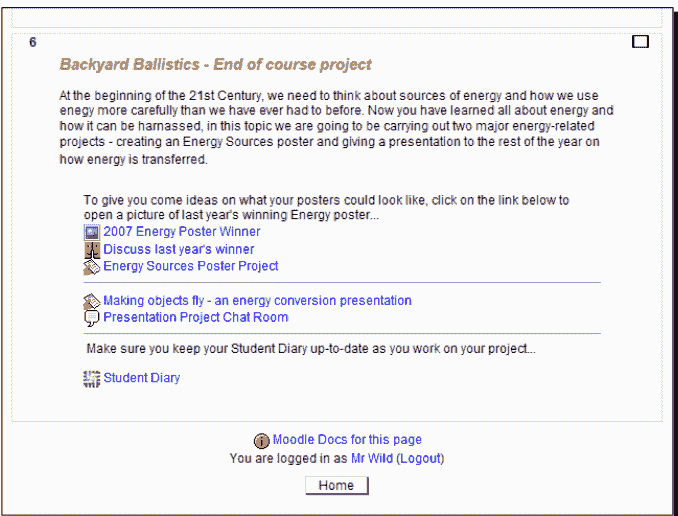 6
Backyard Ballistics - End of course project
At the beginning of the 21st Century, we need to think about sources of energy and how we use
enegy more carefully than we have ever had to before. Now you have learned all about energy and
how it can be harnassed, in this topic we are going to be carrying out two major energy-related
projects - creating an Energy Sources poster and giving a presentation to the rest of the year on
how energy is transferred.
To give you come ideas on what your posters could look like, click on the link below to
open a picture of last year's winning Energy poster...
2007 Energy Poster Winner
Discuss last year's winner
Energy Sources Poster Project
Making objects fly - an energy conversion presentation
Presentation Project Chat Room
Make sure you keep your Student Diary up-to-date as you work on your project...
Student Diary
Moodle Docs for this page
You are logged in as Mr Wild (Logout)
Home